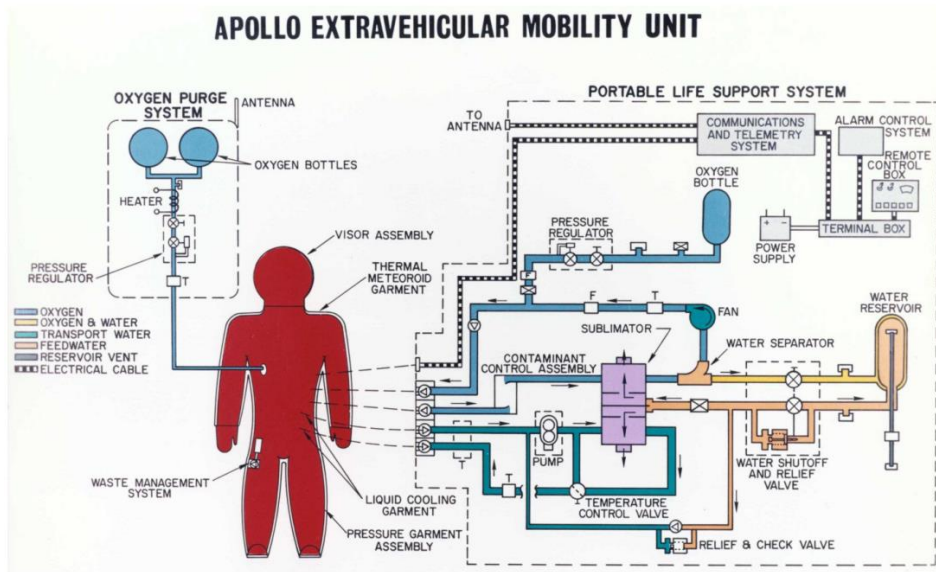 APOLLO EXTRAVEHICULAR MOBILITY UNIT
OXYGEN PURGE
SYSTEM
ANTENNA
OXYGEN BOTTLES
HEATER
PRESSURE
REGULATOR
T
VISOR ASSEMBLY
THERMAL
METEOROID
GARMENT
OXYGEN
OXYGEN & WATER
TRANSPORT WATER
FEEDWATER
RESERVOIR VENT
ELECTRICAL CABLE
WASTE MANAGEMENT
SYSTEM
LIQUID COOLING
GARMENT
PRESSURE GARMENT
ASSEMBLY
PORTABLE LIFE SUPPORT SYSTEM
TO
ANTENNA
COMMUNICATIONS
AND TELEMETRY
SYSTEM
ALARM CONTROL
SYSTEM
REMOTE
CONTROL
BOX
OXYGEN
BOTTLE
+ -
POWER
SUPPLY
TERMINAL BOX
PRESSURE
REGULATOR
F
F
T
FAN
SUBLIMATOR
WATER SEPARATOR
WATER
RESERVOIR
CONTAMINANT
CONTROL ASSEMBLY
T
PUMP
T
TEMPERATURE
CONTROL VALVE
WATER SHUTOFF
AND RELIEF
VALVE
RELIEF & CHECK VALVE